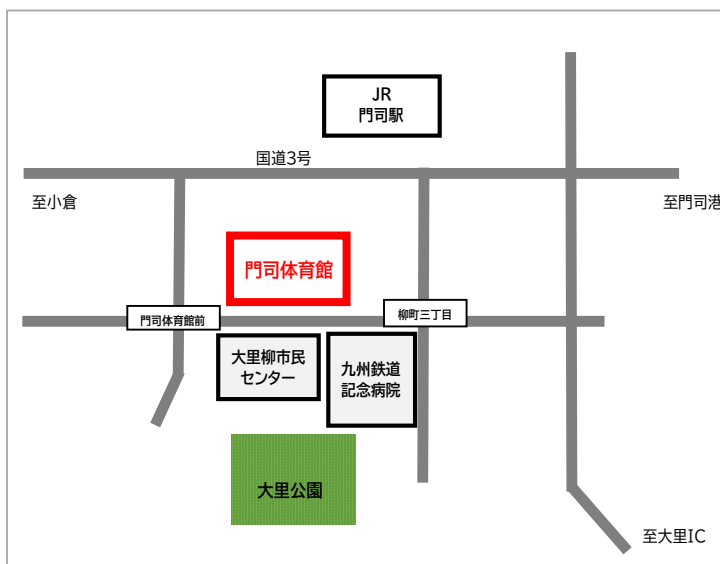 JR
門司駅
国道3号
至小倉
至門司港
門司体育館
門司体育館前
柳町三丁目
大里柳市民
センター
九州鉄道
記念病院
大里公園
至大里IC